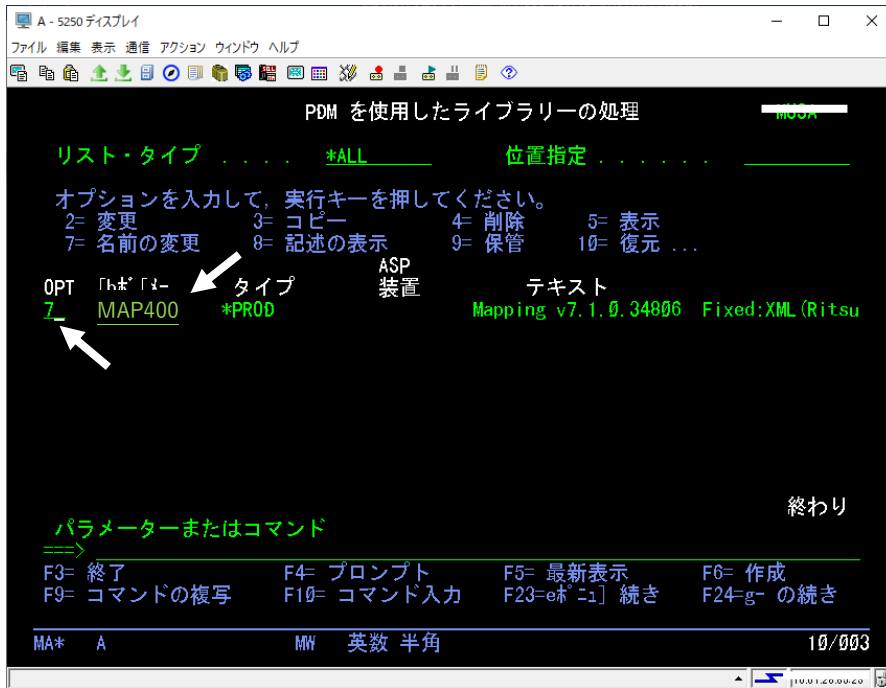 A - 5250 ディスプレイ
ファイル 編集 表示 通信 アクション ウィンドウ ヘルプ
PDM を使用したライブラリーの処理
リスト・タイプ . . . . *ALL 位置指定 . . . . . .
オプションを入力して, 実行キーを押してください。
2= 変更 3= コピー 4= 削除 5= 表示
7= 名前の変更 8= 記述の表示 9= 保管 10= 復元 ...
ASP
OPT タイプ 装置 テキスト
7 MAP400 *PROD Mapping v7.1.0.34806 Fixed:XML(Ritsu
終わり
パラメーターまたはコマンド
===>
F3= 終了 F4= プロンプト F5= 最新表示 F6= 作成
F9= コマンドの複写 F10= コマンド入力 F23=eﾎﾟﾆｭ] 続き F24=g- の続き
MA* A MW 英数 半角 10/003